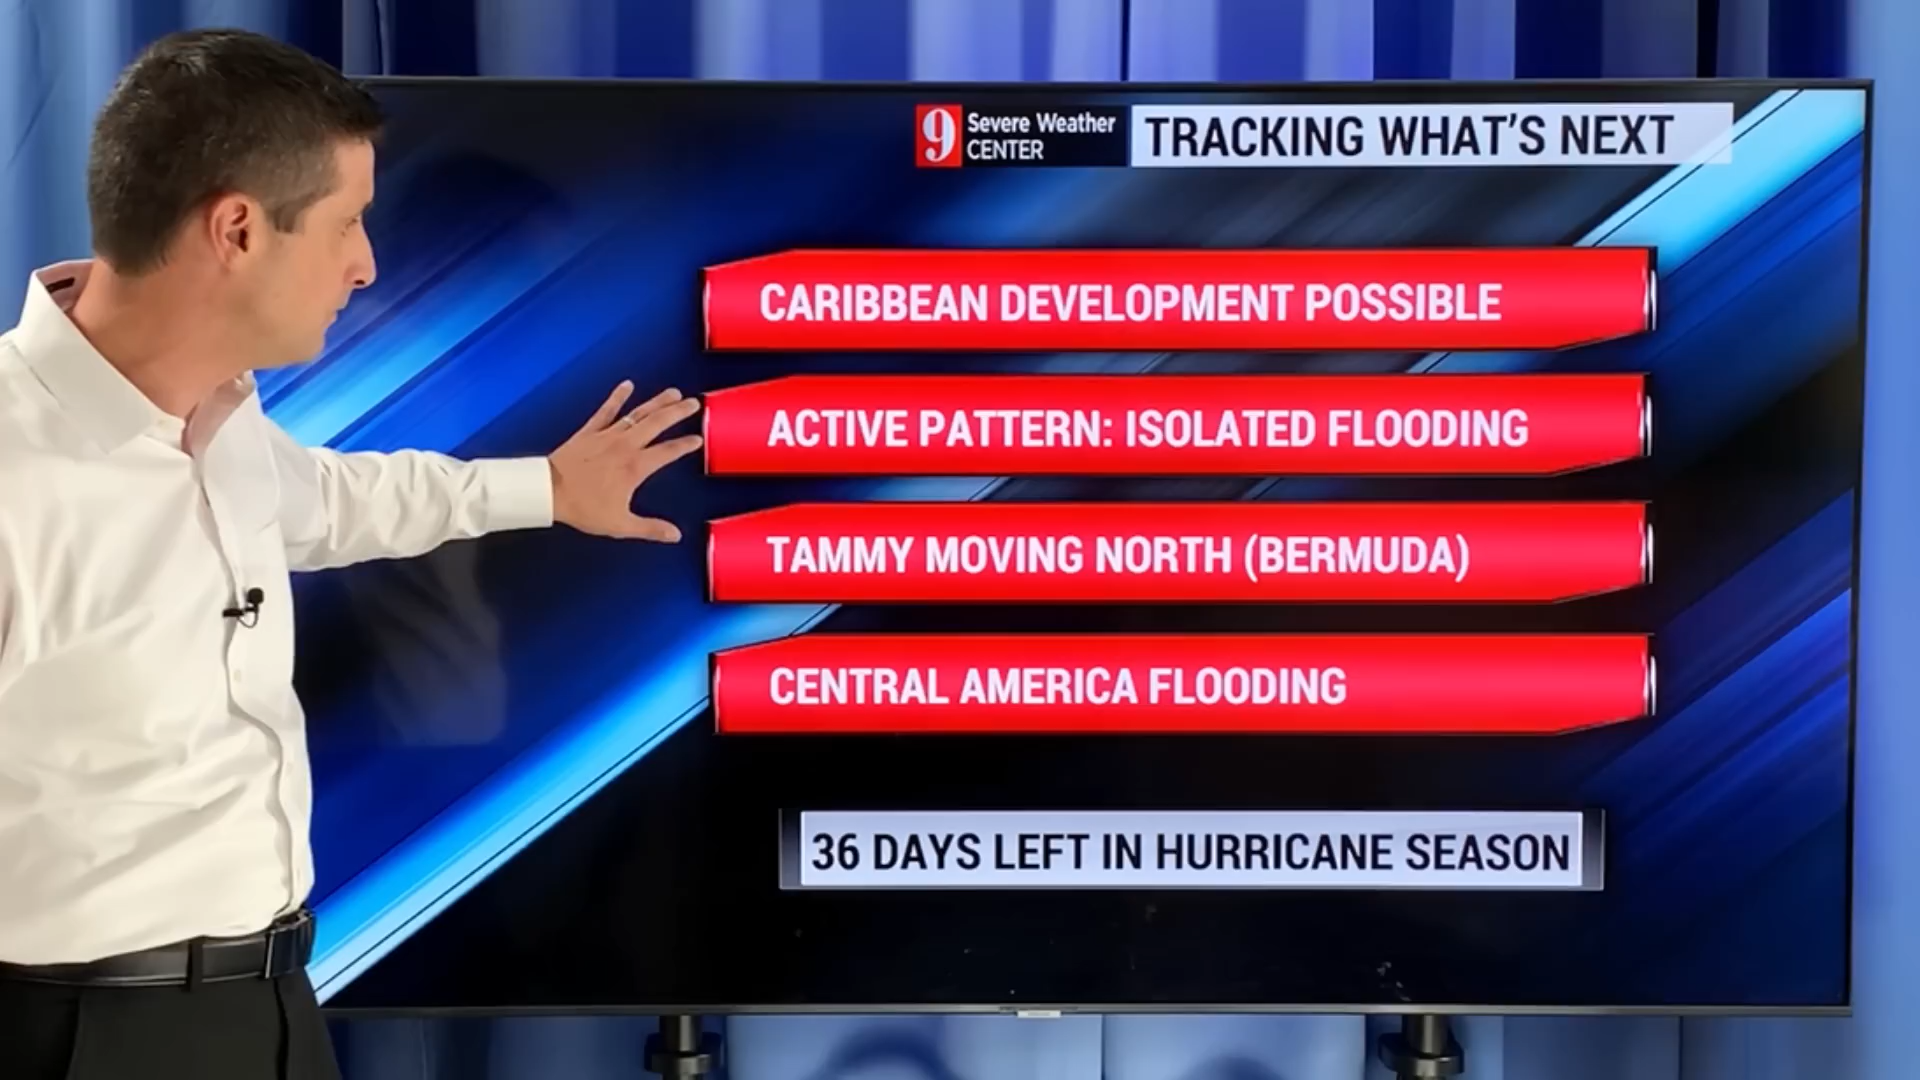 9 Severe Weather
CENTER
TRACKING WHAT'S NEXT
CARIBBEAN DEVELOPMENT POSSIBLE
ACTIVE PATTERN: ISOLATED FLOODING
TAMMY MOVING NORTH (BERMUDA)
CENTRAL AMERICA FLOODING
36 DAYS LEFT IN HURRICANE SEASON